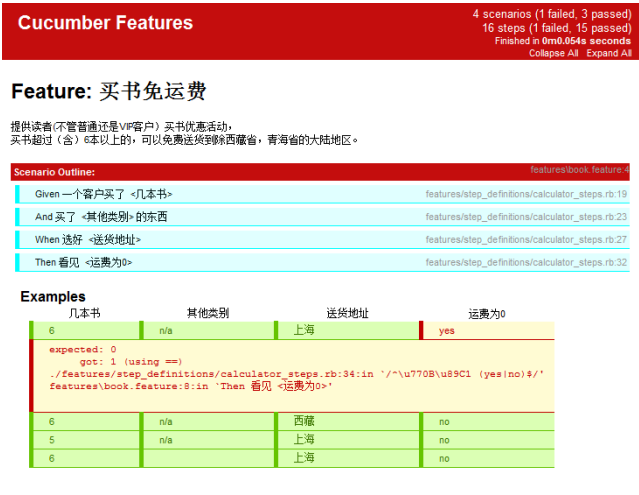 Cucumber Features
4 scenarios (1 failed, 3 passed)
16 steps (1 failed, 15 passed)
Finished in 0m0.054s seconds
Collapse All Expand All
Feature: 买书免运费
提供读者(不管普通还是VIP客户）买书优惠活动，
买书超过（含）6本以上的，可以免费送货到除西藏省，青海省的大陆地区。
Scenario Outline: features\book.feature:4
Given 一个客户买了 <几本书> features/step_definitions/calculator_steps.rb:19
And 买了 <其他类别> 的东西 features/step_definitions/calculator_steps.rb:23
When 选好 <送货地址> features/step_definitions/calculator_steps.rb:27
Then 看见 <运费为0> features/step_definitions/calculator_steps.rb:32
Examples
几本书 其他类别 送货地址 运费为0
6 n/a 上海 yes
expected: 0
got: 1 (using ==)
./features/step_definitions/calculator_steps.rb:34:in `/^\u770B\u89C1 (yes|no)$/'
features\book.feature:8:in `Then 看见 <运费为0>'
6 n/a 西藏 no
5 n/a 上海 no
6 上海 no